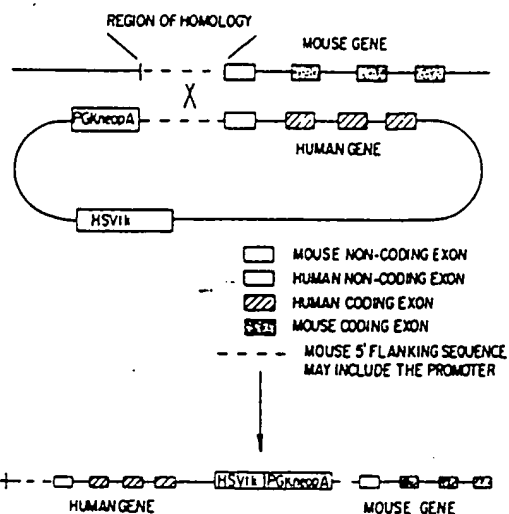 REGION OF HOMOLOGY
MOUSE GENE
PGKneopA
HUMAN GENE
HSVtk
MOUSE NON-CODING EXON
HUMAN NON-CODING EXON
HUMAN CODING EXON
MOUSE CODING EXON
MOUSE 5' FLANKING SEQUENCE
MAY INCLUDE THE PROMOTER
HSVtk PGKneopA
HUMAN GENE
MOUSE GENE